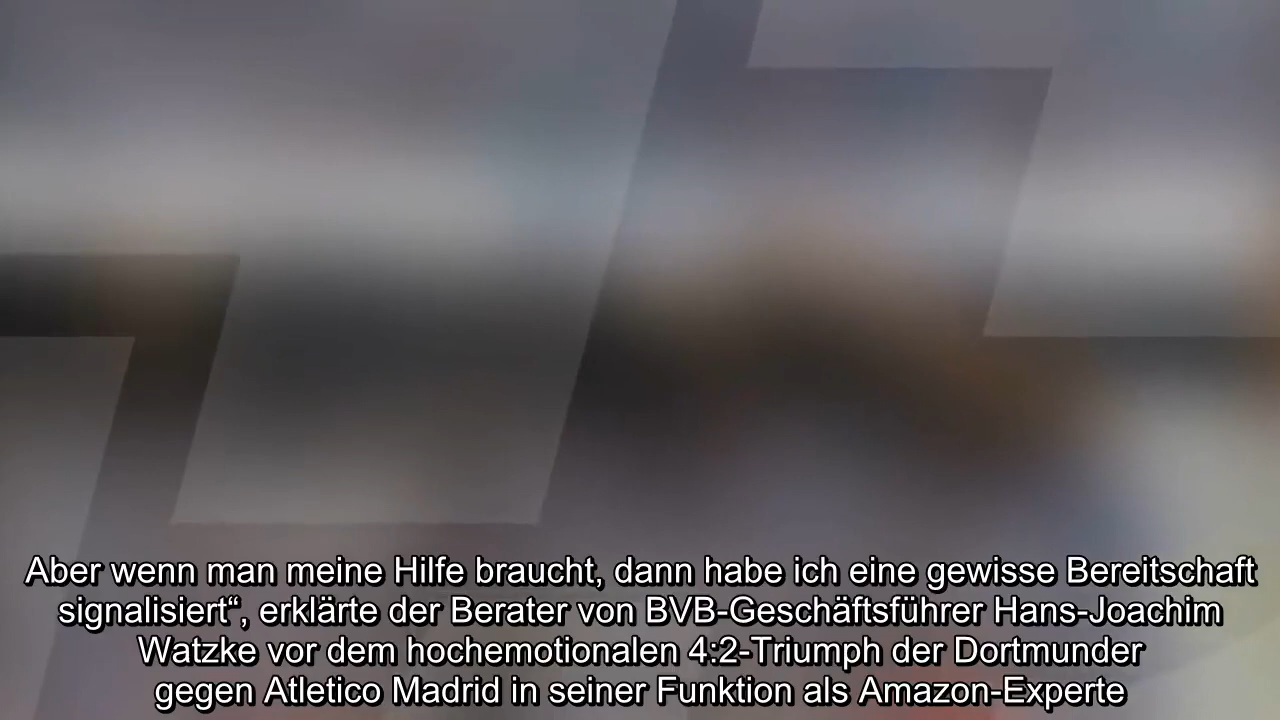 Aber wenn man meine Hilfe braucht, dann habe ich eine gewisse Bereitschaft
signalisiert“, erklärte der Berater von BVB-Geschäftsführer Hans-Joachim
Watzke vor dem hochemotionalen 4:2-Triumph der Dortmunder
gegen Atletico Madrid in seiner Funktion als Amazon-Experte